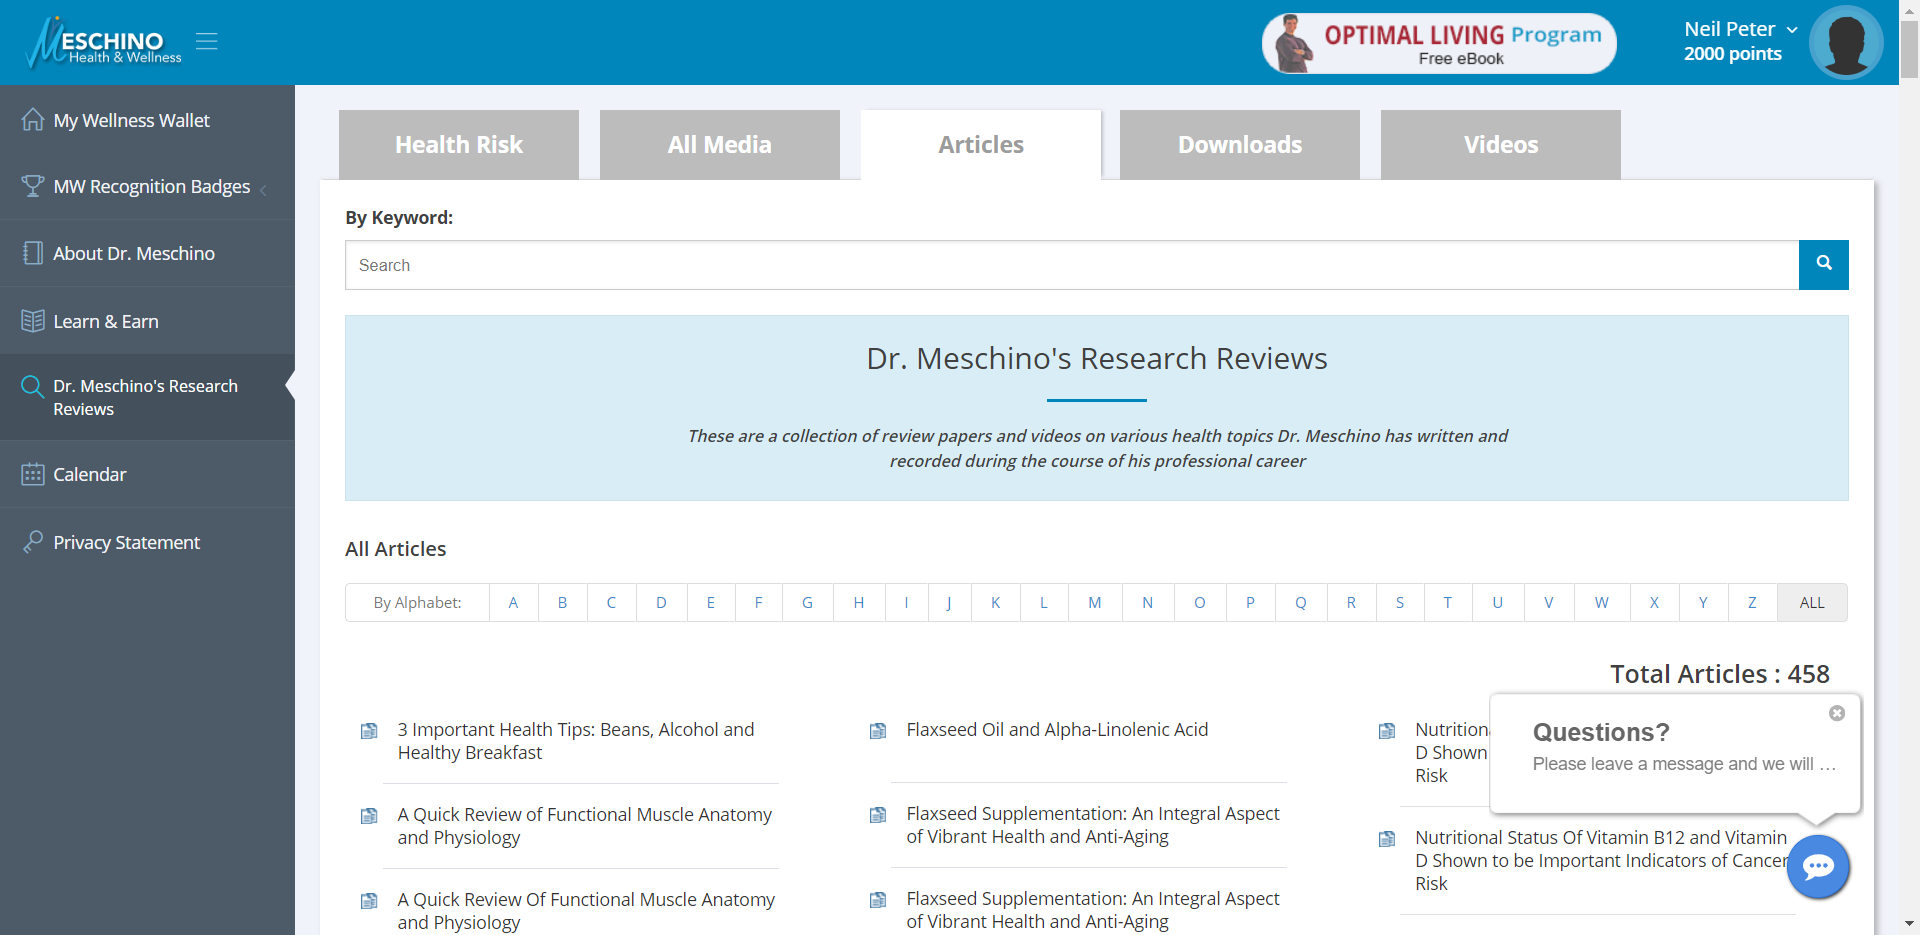 MESCHINO
Health & Wellness
OPTIMAL LIVING Program
Free eBook
Neil Peter
2000 points
My Wellness Wallet
MW Recognition Badges
About Dr. Meschino
Learn & Earn
Dr. Meschino's Research
Reviews
Calendar
Privacy Statement
Health Risk
All Media
Articles
Downloads
Videos
By Keyword:
Search
Dr. Meschino's Research Reviews
These are a collection of review papers and videos on various health topics Dr. Meschino has written and
recorded during the course of his professional career
All Articles
By Alphabet: A B C D E F G H I J K L M N O P Q R S T U V W X Y Z ALL
Total Articles : 458
3 Important Health Tips: Beans, Alcohol and
Healthy Breakfast
A Quick Review of Functional Muscle Anatomy
and Physiology
A Quick Review Of Functional Muscle Anatomy
and Physiology
Flaxseed Oil and Alpha-Linolenic Acid
Flaxseed Supplementation: An Integral Aspect
of Vibrant Health and Anti-Aging
Flaxseed Supplementation: An Integral Aspect
of Vibrant Health and Anti-Aging
Nutritional
D Shown
Risk
Nutritional Status Of Vitamin B12 and Vitamin
D Shown to be Important Indicators of Cancer
Risk
Questions?
Please leave a message and we will ...